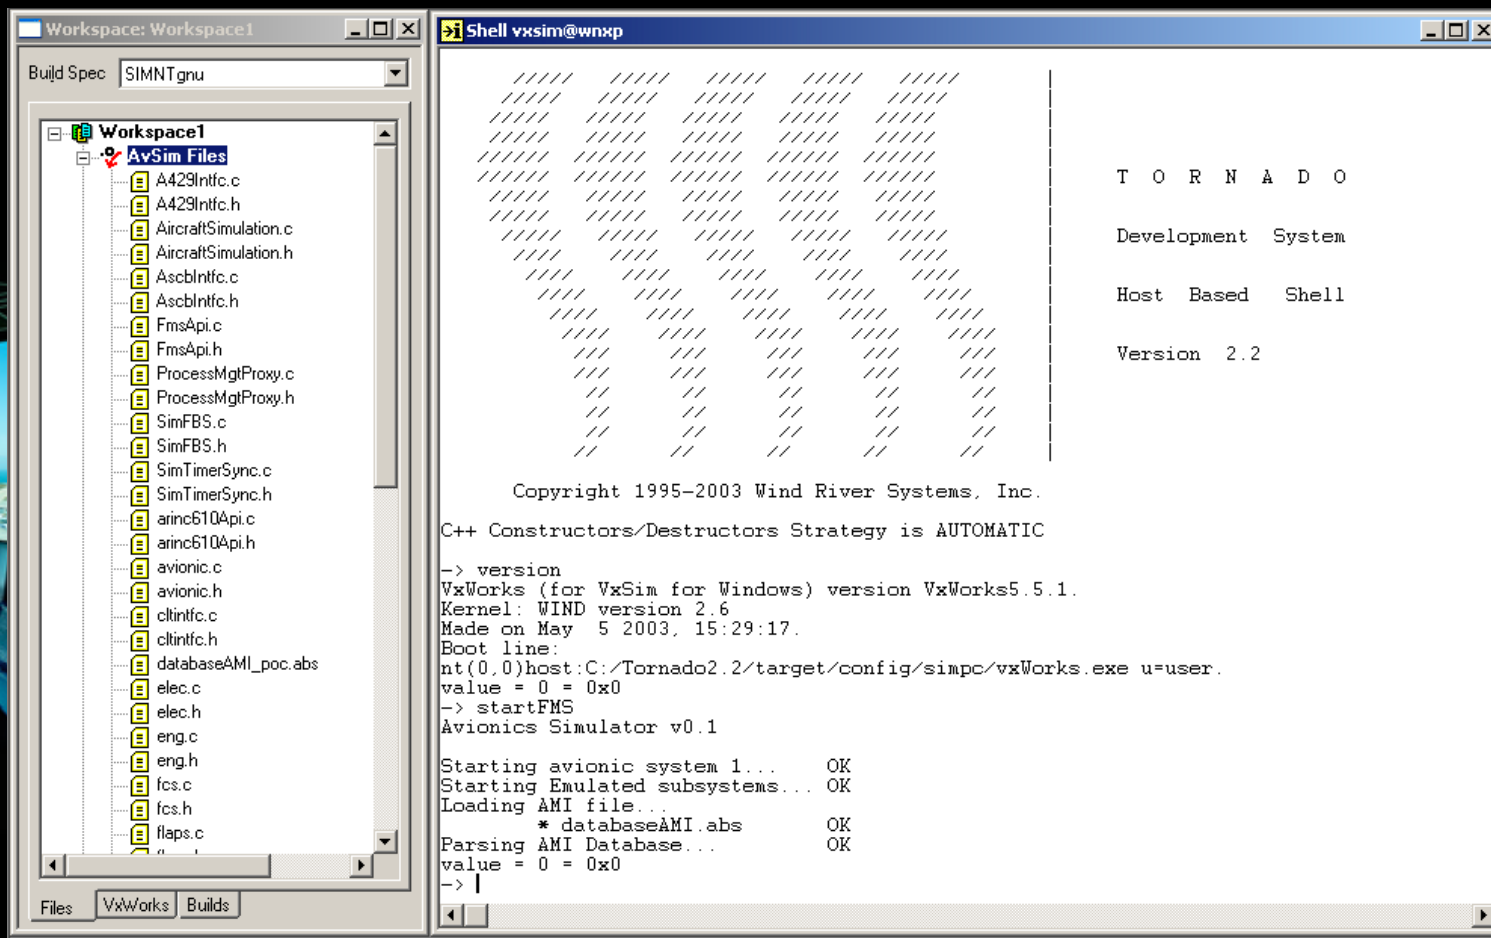 Workspace: Workspace1
Build Spec SIMNTgnu
Workspace1
AvSim Files
A429Intfc.c
A429Intfc.h
AircraftSimulation.c
AircraftSimulation.h
AscbIntfc.c
AscbIntfc.h
FmsApi.c
FmsApi.h
ProcessMgtProxy.c
ProcessMgtProxy.h
SimFBS.c
SimFBS.h
SimTimerSync.c
SimTimerSync.h
arinc610Api.c
arinc610Api.h
avionic.c
avionic.h
cltintfc.c
cltintfc.h
databaseAMI_poc.abs
elec.c
elec.h
eng.c
eng.h
fcs.c
fcs.h
flaps.c
Files VxWorks Builds
Shell vxsim@wnxp
T O R N A D O
Development System
Host Based Shell
Version 2.2
Copyright 1995-2003 Wind River Systems, Inc.
C++ Constructors/Destructors Strategy is AUTOMATIC
-> version
VxWorks (for VxSim for Windows) version VxWorks5.5.1.
Kernel: WIND version 2.6
Made on May 5 2003, 15:29:17.
Boot line:
nt(0,0)host:C:/Tornado2.2/target/config/simpc/vxWorks.exe u=user.
value = 0 = 0x0
-> startFMS
Avionics Simulator v0.1
Starting avionic system 1... OK
Starting Emulated subsystems... OK
Loading AMI file...
* databaseAMI.abs OK
Parsing AMI Database... OK
value = 0 = 0x0
->